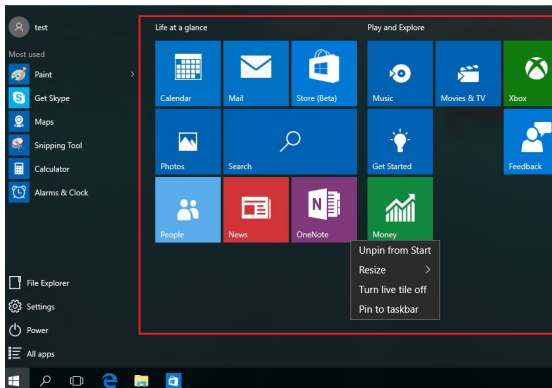 test
Most used
Paint
Get Skype
Maps
Snipping Tool
Calculator
Alarms & Clock
File Explorer
Settings
Power
All apps
Life at a glance
Calendar
Mail
Store (Beta)
Photos
Search
People
News
OneNote
Play and Explore
Music
Movies & TV
Xbox
Get Started
Feedback
Money
Unpin from Start
Resize
Turn live tile off
Pin to taskbar